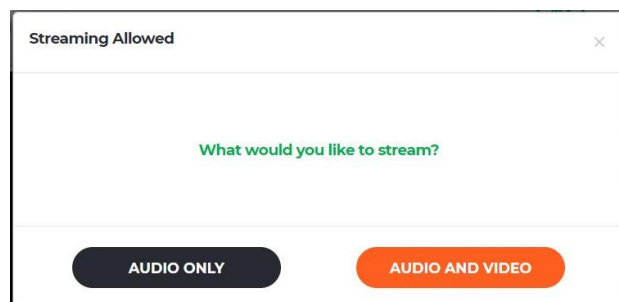 Streaming Allowed
What would you like to stream?
AUDIO ONLY
AUDIO AND VIDEO